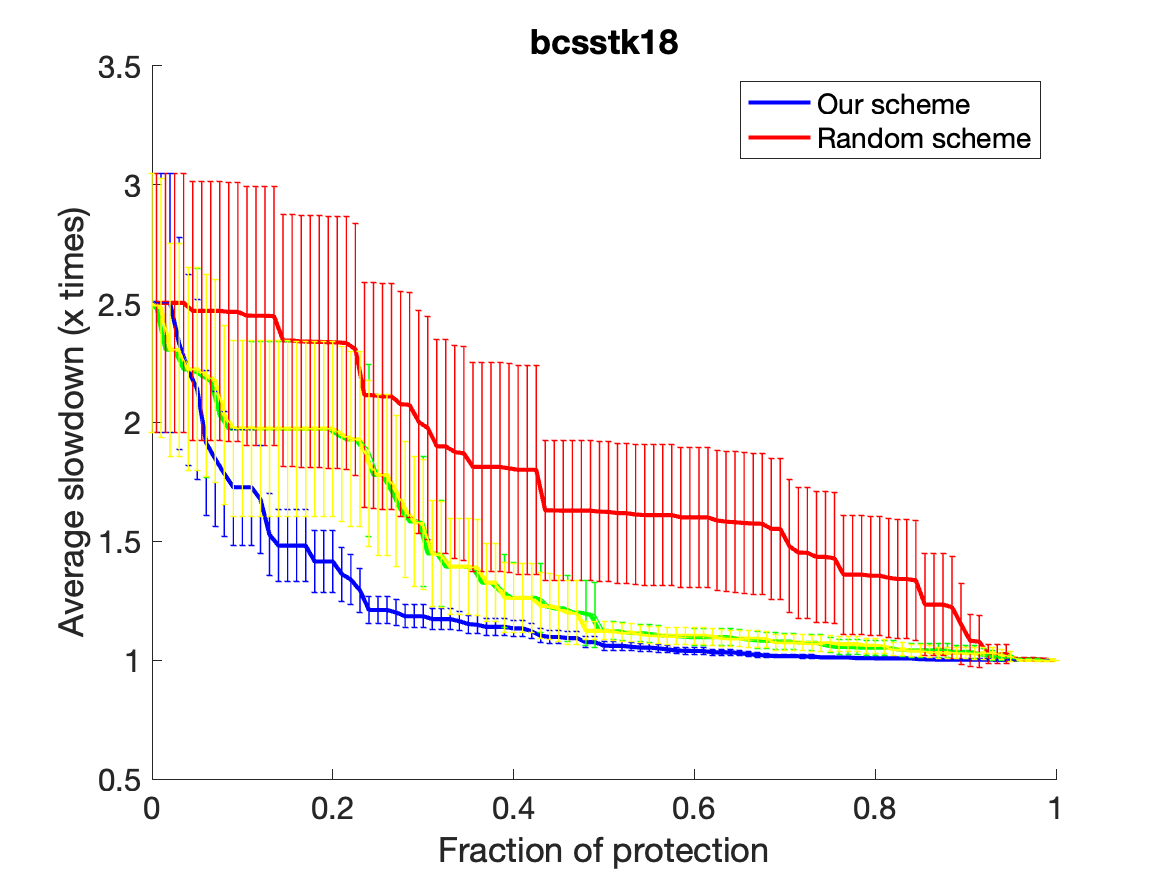 bcsstk18
3.5
3
2.5
2
1.5
1
0.5
Average slowdown (x times)
Our scheme
Random scheme
0 0.2 0.4 0.6 0.8 1
Fraction of protection